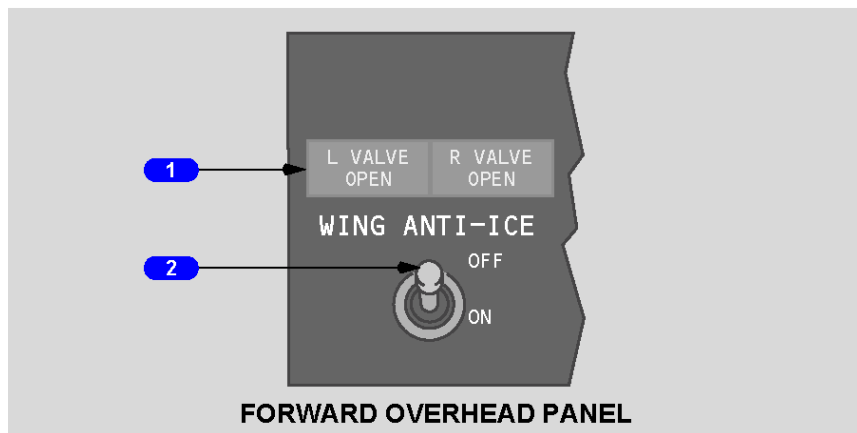 1
L VALVE OPEN
R VALVE OPEN
WING ANTI-ICE
2
OFF
ON
FORWARD OVERHEAD PANEL